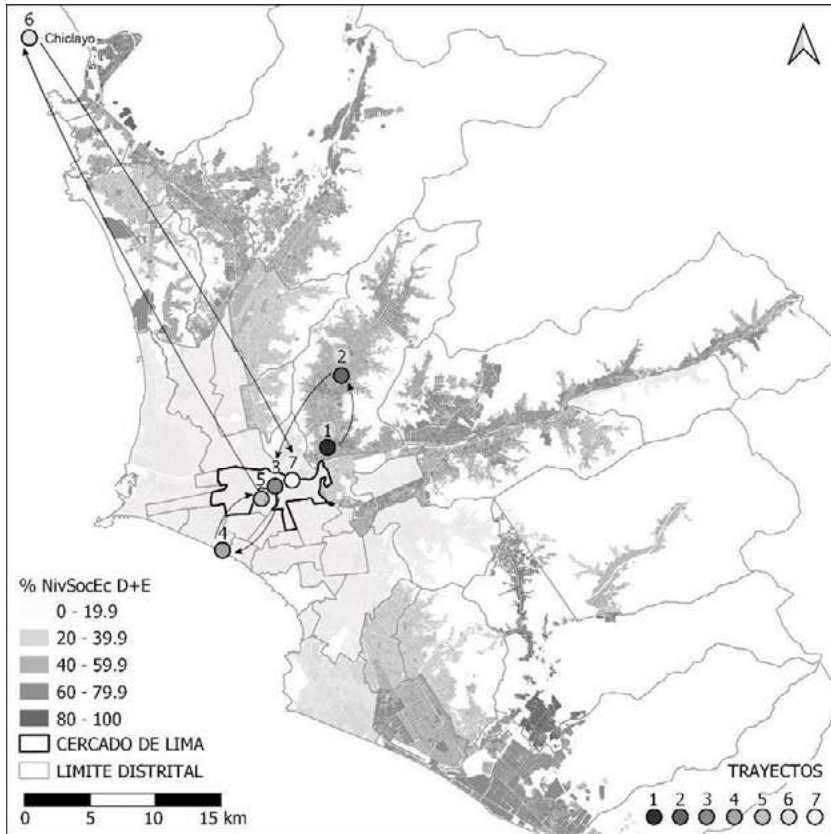 6
Chiclayo
2
1
3
7
5
4
% NivSocEc D+E
0 - 19.9
20 - 39.9
40 - 59.9
60 - 79.9
80 - 100
CERCADO DE LIMA
LIMITE DISTRITAL
0 5 10 15 km
TRAYECTOS
1 2 3 4 5 6 7